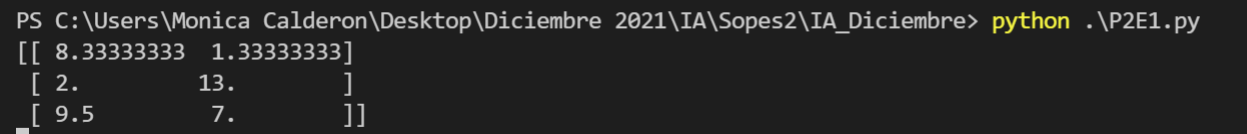 PS C:\Users\Monica Calderon\Desktop\Diciembre 2021\IA\Sopes2\IA_Diciembre> python .\P2E1.py
[[ 8.33333333  1.33333333]
 [ 2.         13.        ]
 [ 9.5         7.        ]]